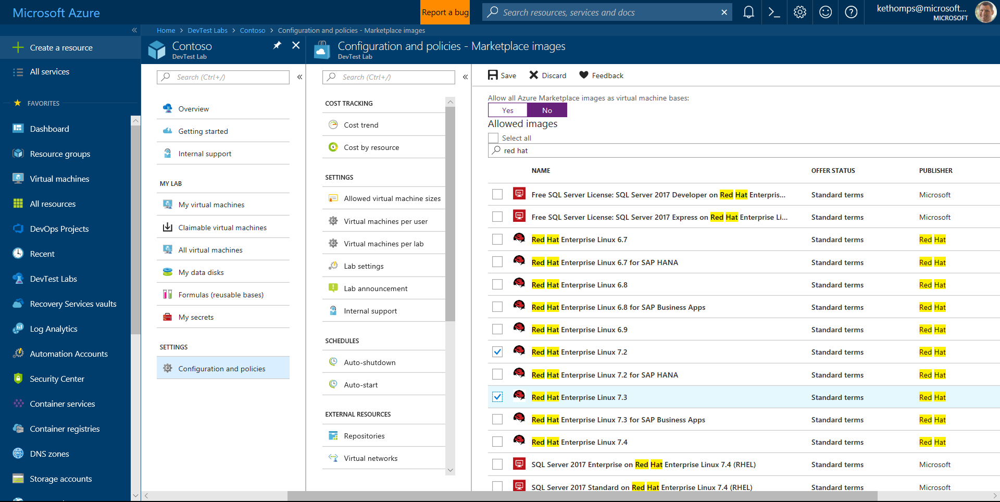 Microsoft Azure
Report a bug
Search resources, services and docs
kethomps@microsoft...
MICROSOFT
Home > DevTest Labs > Contoso > Configuration and policies - Marketplace images
Create a resource
All services
FAVORITES
Dashboard
Resource groups
Virtual machines
All resources
DevOps Projects
Recent
DevTest Labs
Recovery Services vaults
Log Analytics
Automation Accounts
Security Center
Container services
Container registries
DNS zones
Storage accounts
Contoso
DevTest Lab
Search (Ctrl+/)
Overview
Getting started
Internal support
MY LAB
My virtual machines
Claimable virtual machines
All virtual machines
My data disks
Formulas (reusable bases)
My secrets
SETTINGS
Configuration and policies
Configuration and policies - Marketplace images
DevTest Lab
Search (Ctrl+/)
COST TRACKING
Cost trend
Cost by resource
SETTINGS
Allowed virtual machine sizes
Virtual machines per user
Virtual machines per lab
Lab settings
Lab announcement
Internal support
SCHEDULES
Auto-shutdown
Auto-start
EXTERNAL RESOURCES
Repositories
Virtual networks
Save Discard Feedback
Allow all Azure Marketplace images as virtual machine bases:
Yes No
Allowed images
Select all
red hat
NAME OFFER STATUS PUBLISHER
Free SQL Server License: SQL Server 2017 Developer on Red Hat Enterpris... Standard terms Microsoft
Free SQL Server License: SQL Server 2017 Express on Red Hat Enterprise Li... Standard terms Microsoft
Red Hat Enterprise Linux 6.7 Standard terms Red Hat
Red Hat Enterprise Linux 6.7 for SAP HANA Standard terms Red Hat
Red Hat Enterprise Linux 6.8 Standard terms Red Hat
Red Hat Enterprise Linux 6.8 for SAP Business Apps Standard terms Red Hat
Red Hat Enterprise Linux 6.9 Standard terms Red Hat
Red Hat Enterprise Linux 7.2 Standard terms Red Hat
Red Hat Enterprise Linux 7.2 for SAP HANA Standard terms Red Hat
Red Hat Enterprise Linux 7.3 Standard terms Red Hat
Red Hat Enterprise Linux 7.3 for SAP Business Apps Standard terms Red Hat
Red Hat Enterprise Linux 7.4 Standard terms Red Hat
SQL Server 2017 Enterprise on Red Hat Enterprise Linux 7.4 (RHEL) Standard terms Microsoft
SQL Server 2017 Standard on Red Hat Enterprise Linux 7.4 (RHEL) Standard terms Microsoft